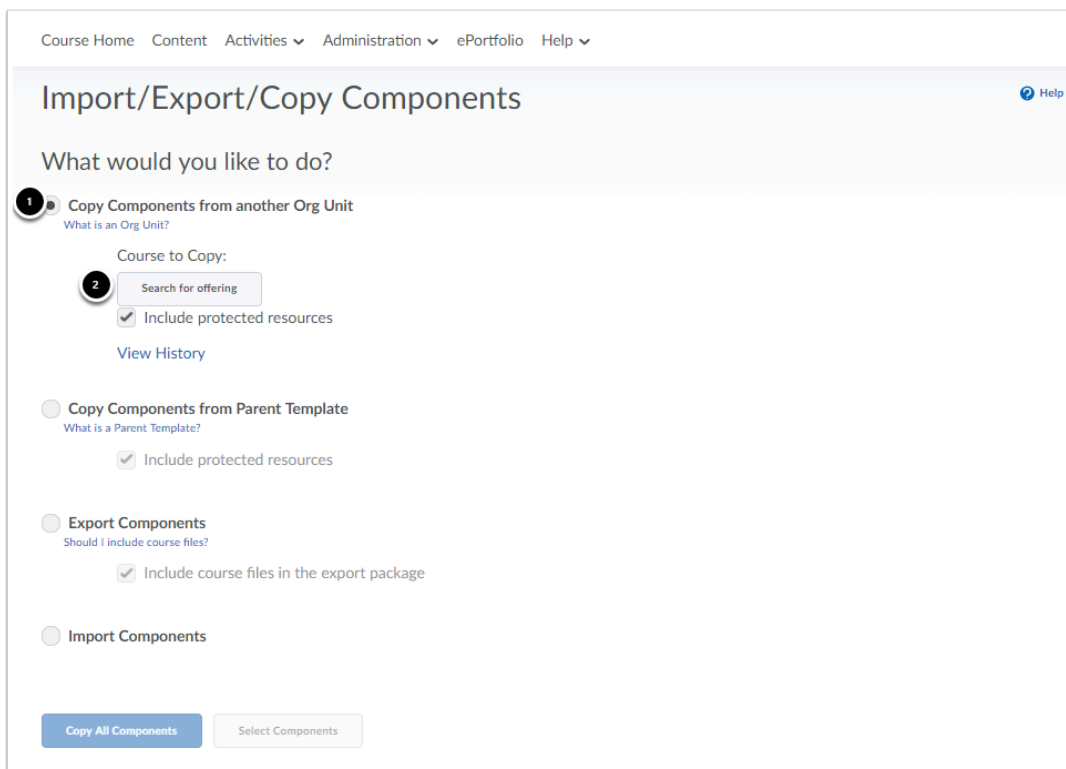 Course Home Content Activities Administration ePortfolio Help
Import/Export/Copy Components
Help
What would you like to do?
1 Copy Components from another Org Unit
What is an Org Unit?
Course to Copy:
2 Search for offering
Include protected resources
View History
Copy Components from Parent Template
What is a Parent Template?
Include protected resources
Export Components
Should I include course files?
Include course files in the export package
Import Components
Copy All Components Select Components